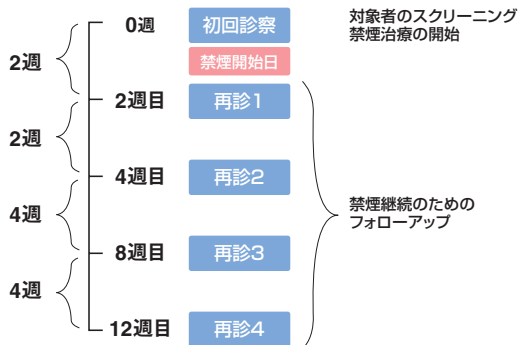 0週
初回診察
対象者のスクリーニング
禁煙治療の開始
禁煙開始日
2週
2週目
再診1
2週
4週目
再診2
4週
禁煙継続のための
フォローアップ
8週目
再診3
4週
12週目
再診4